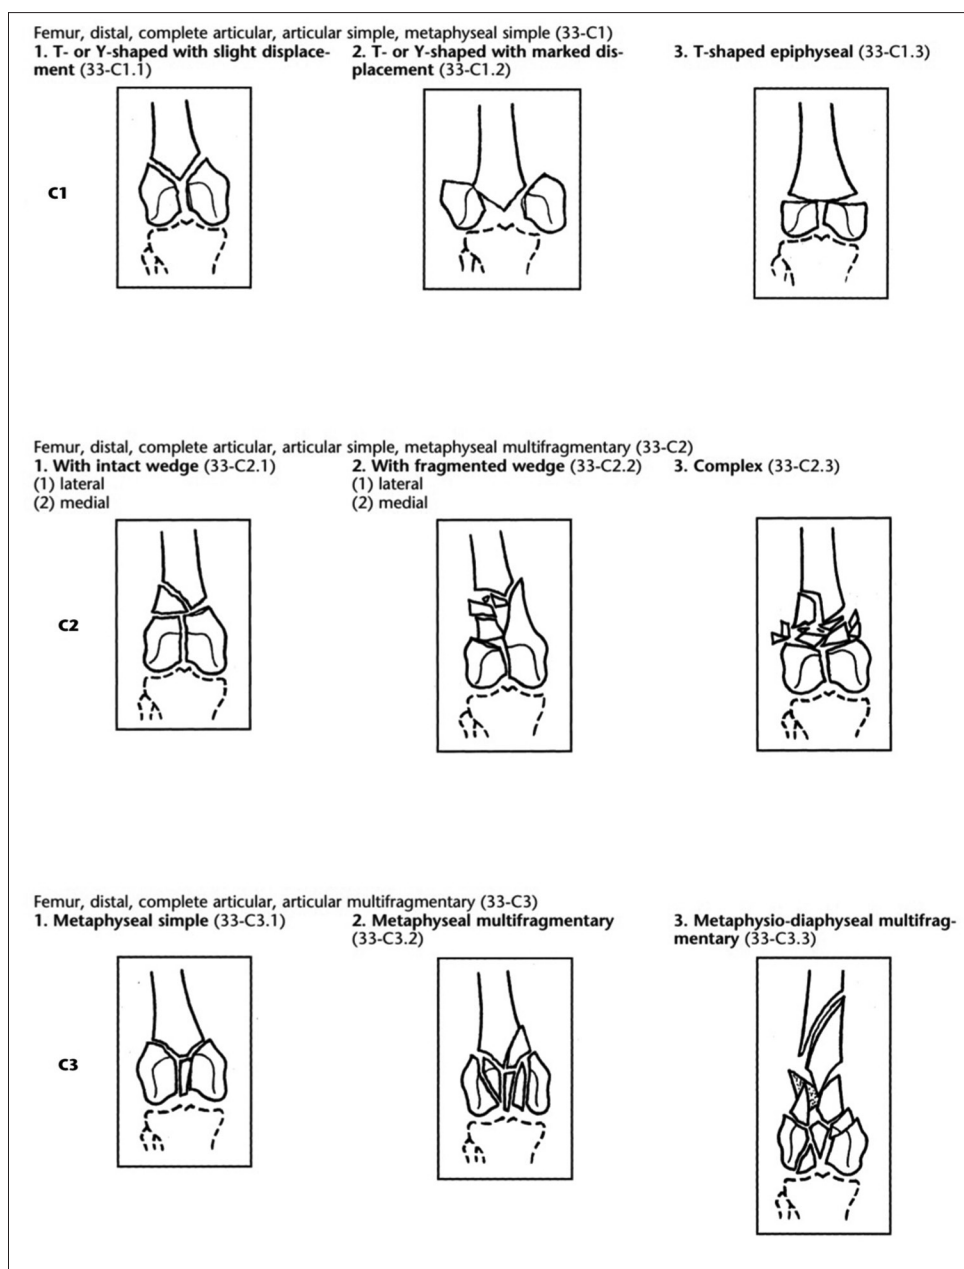 Femur, distal, complete articular, articular simple, metaphyseal simple (33-C1)
1. T- or Y-shaped with slight displace-
ment (33-C1.1)
2. T- or Y-shaped with marked dis-
placement (33-C1.2)
3. T-shaped epiphyseal (33-C1.3)
C1
Femur, distal, complete articular, articular simple, metaphyseal multifragmentary (33-C2)
1. With intact wedge (33-C2.1)
(1) lateral
(2) medial
2. With fragmented wedge (33-C2.2)
(1) lateral
(2) medial
3. Complex (33-C2.3)
C2
Femur, distal, complete articular, articular multifragmentary (33-C3)
1. Metaphyseal simple (33-C3.1)
2. Metaphyseal multifragmentary
(33-C3.2)
3. Metaphysio-diaphyseal multifrag-
mentary (33-C3.3)
C3